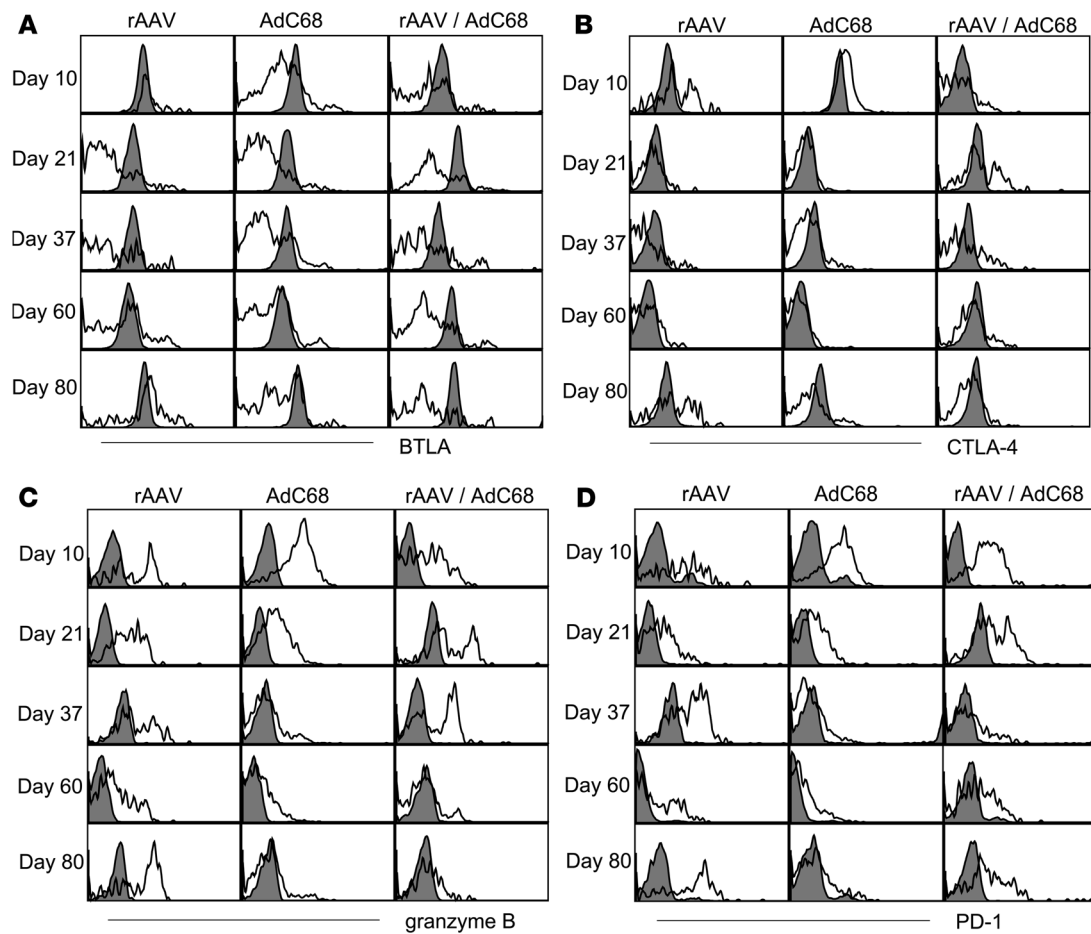 A
rAAV AdC68 rAAV / AdC68
Day 10
Day 21
Day 37
Day 60
Day 80
BTLA
B
rAAV AdC68 rAAV / AdC68
Day 10
Day 21
Day 37
Day 60
Day 80
CTLA-4
C
rAAV AdC68 rAAV / AdC68
Day 10
Day 21
Day 37
Day 60
Day 80
granzyme B
D
rAAV AdC68 rAAV / AdC68
Day 10
Day 21
Day 37
Day 60
Day 80
PD-1